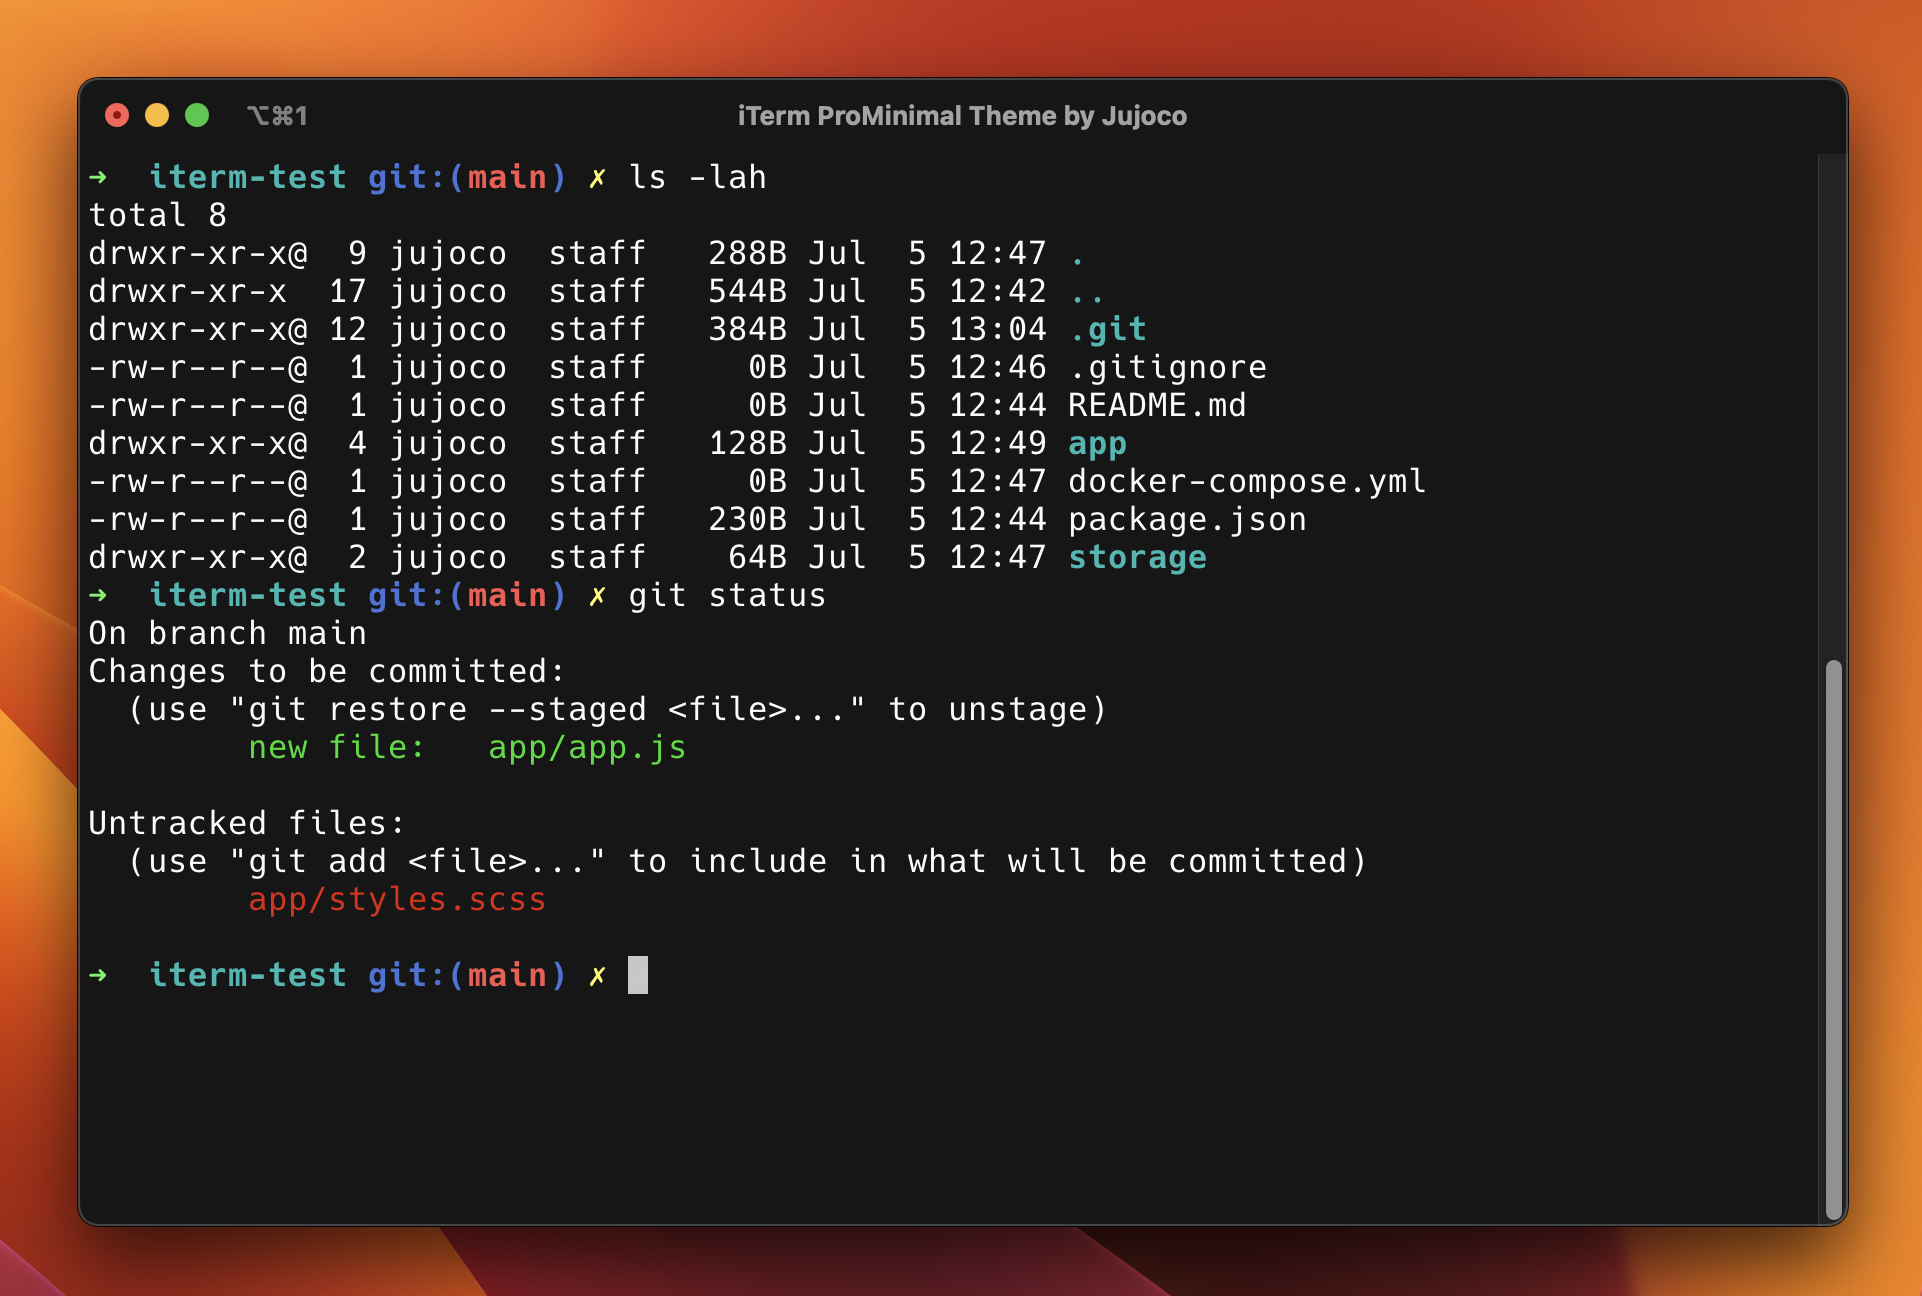 ⌥⌘1 iTerm ProMinimal Theme by Jujoco
➜  iterm-test git:(main) ✗ ls -lah
total 8
drwxr-xr-x@  9 jujoco  staff   288B Jul  5 12:47 .
drwxr-xr-x  17 jujoco  staff   544B Jul  5 12:42 ..
drwxr-xr-x@ 12 jujoco  staff   384B Jul  5 13:04 .git
-rw-r--r--@  1 jujoco  staff     0B Jul  5 12:46 .gitignore
-rw-r--r--@  1 jujoco  staff     0B Jul  5 12:44 README.md
drwxr-xr-x@  4 jujoco  staff   128B Jul  5 12:49 app
-rw-r--r--@  1 jujoco  staff     0B Jul  5 12:47 docker-compose.yml
-rw-r--r--@  1 jujoco  staff   230B Jul  5 12:44 package.json
drwxr-xr-x@  2 jujoco  staff    64B Jul  5 12:47 storage
➜  iterm-test git:(main) ✗ git status
On branch main
Changes to be committed:
  (use "git restore --staged <file>..." to unstage)
        new file:   app/app.js

Untracked files:
  (use "git add <file>..." to include in what will be committed)
        app/styles.scss

➜  iterm-test git:(main) ✗